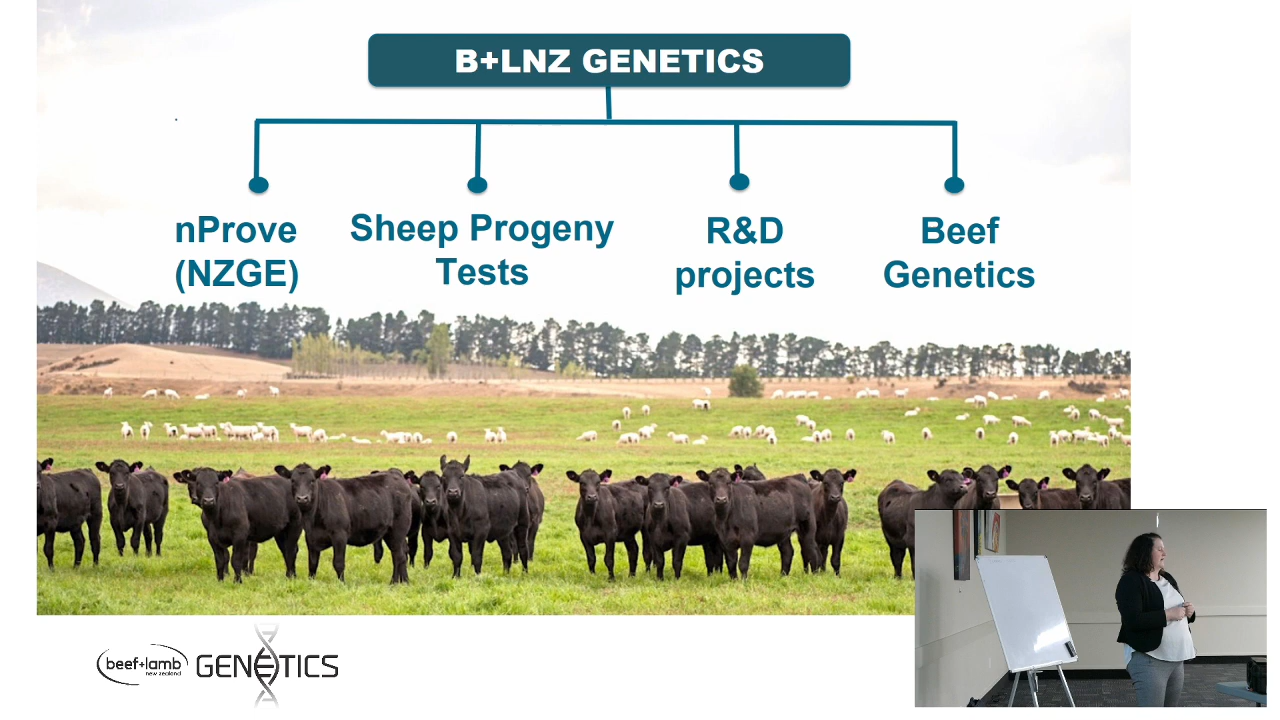 B+LNZ GENETICS
nProve
(NZGE)
Sheep Progeny
Tests
R&D
projects
Beef
Genetics
beef+lamb
new zealand
GENETICS